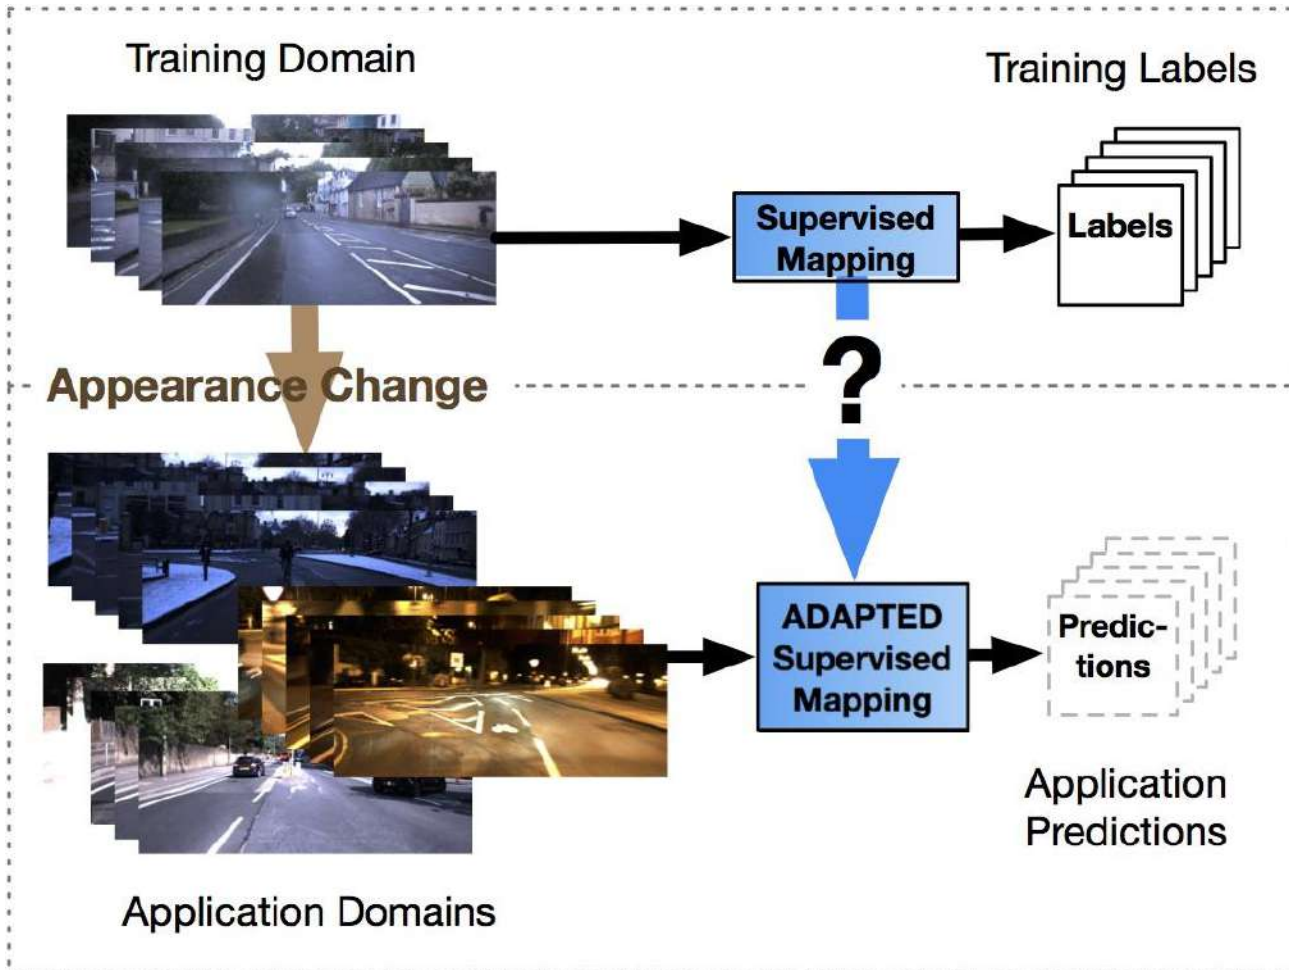 Training Domain
Training Labels
Supervised
Mapping
Labels
?
Appearance Change
ADAPTED
Supervised
Mapping
Predic-
tions
Application
Predictions
Application Domains